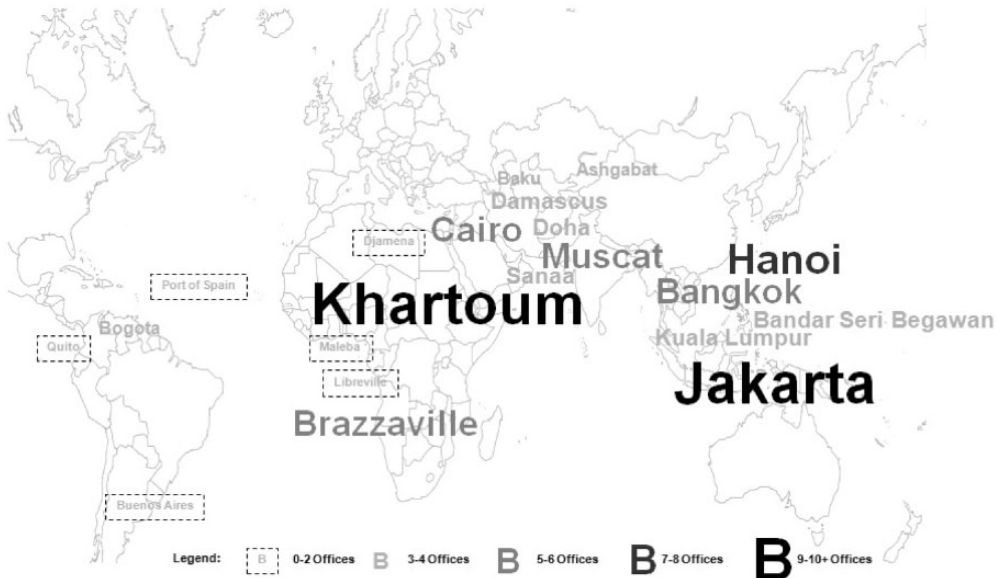 Baku
Ashgabat
Damascus
Cairo
Doha
Djamena
Muscat
Hanoi
Sanaa
Port of Spain
Bangkok
Khartoum
Bandar Seri Begawan
Bogota
Kuala Lumpur
Quito
Maleba
Libreville
Jakarta
Brazzaville
Buenos Aires
Legend: B 0-2 Offices B 3-4 Offices B 5-6 Offices B 7-8 Offices B 9-10+ Offices